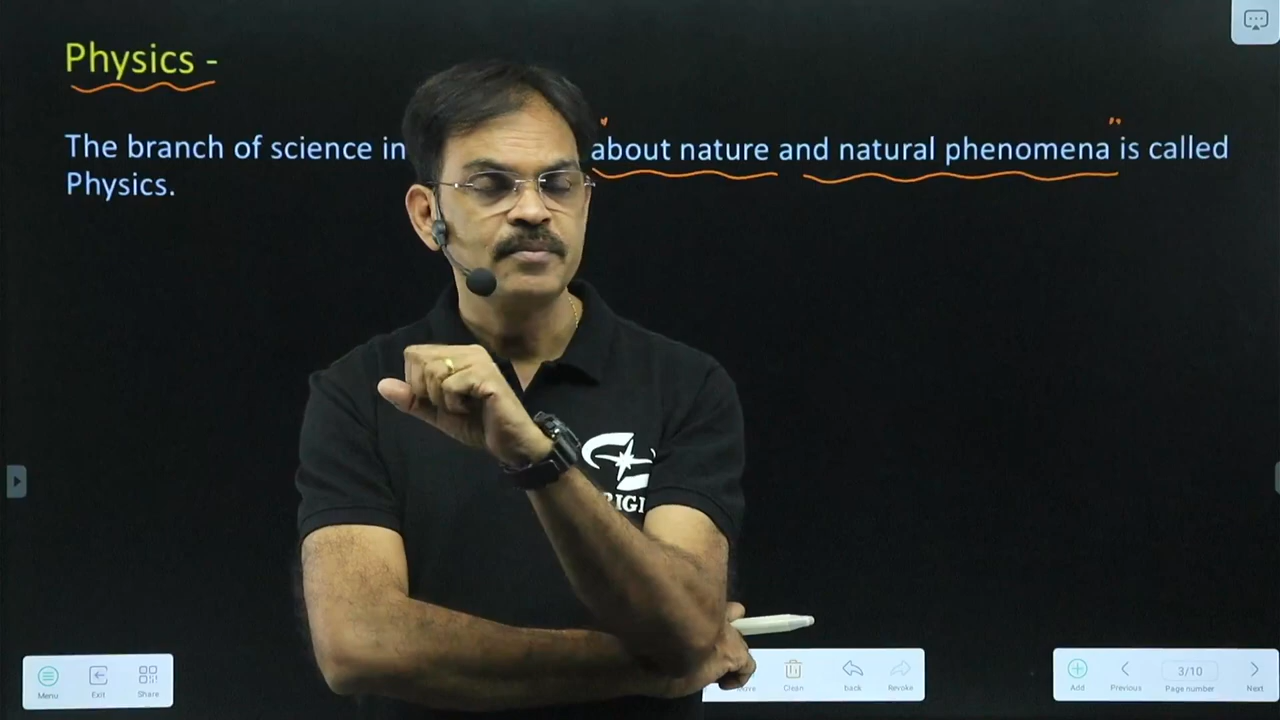 Physics -
The branch of science in about nature and natural phenomena is called
Physics.
Menu
Exit
Share
Clean
back
Revoke
Add
Previous
3/10
Page number
Next